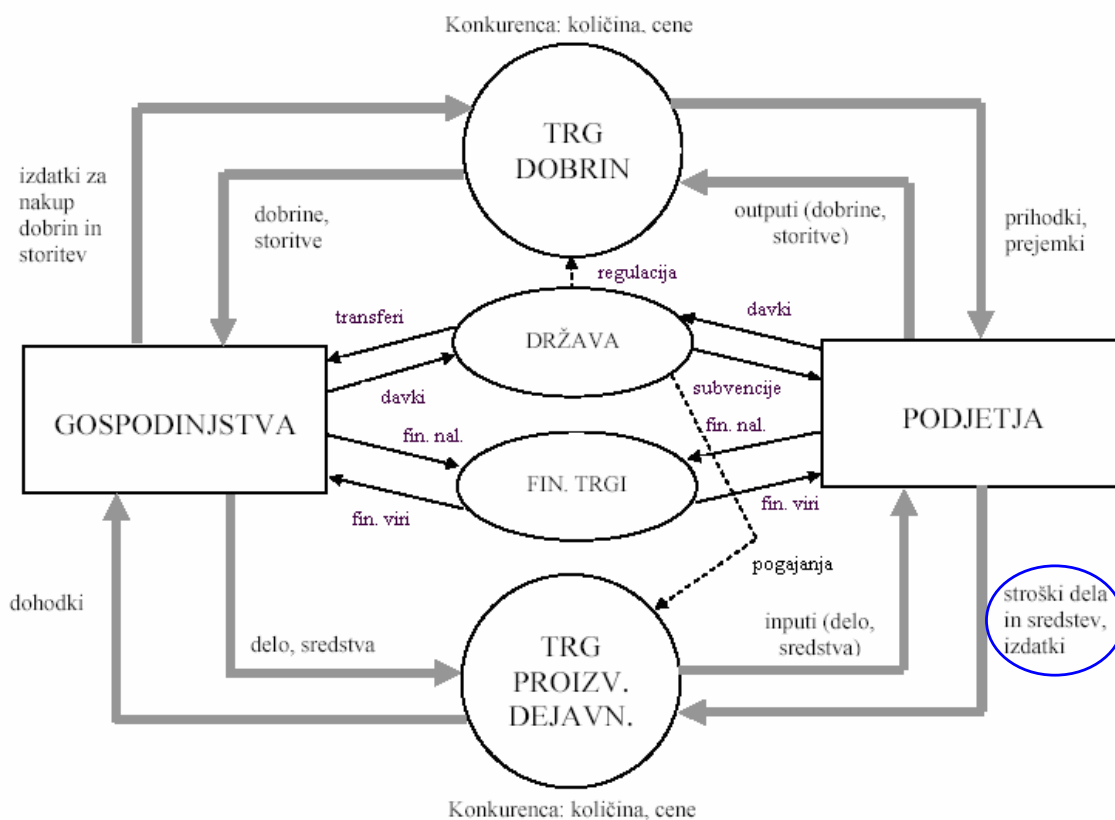 Konkurenca: količina, cene
TRG
DOBRIN
izdatki za
nakup
dobrin in
storitev
dobrine,
storitve
outputi (dobrine,
storitve)
prihodki,
prejemki
regulacija
transferi
DRŽAVA
davki
davki
subvencije
GOSPODINJSTVA
PODJETJA
fin. nal.
fin. nal.
FIN. TRGI
fin. viri
fin. viri
pogajanja
dohodki
delo, sredstva
TRG
PROIZV.
DEJAVN.
inputi (delo,
sredstva)
stroški dela
in sredstev,
izdatki
Konkurenca: količina, cene